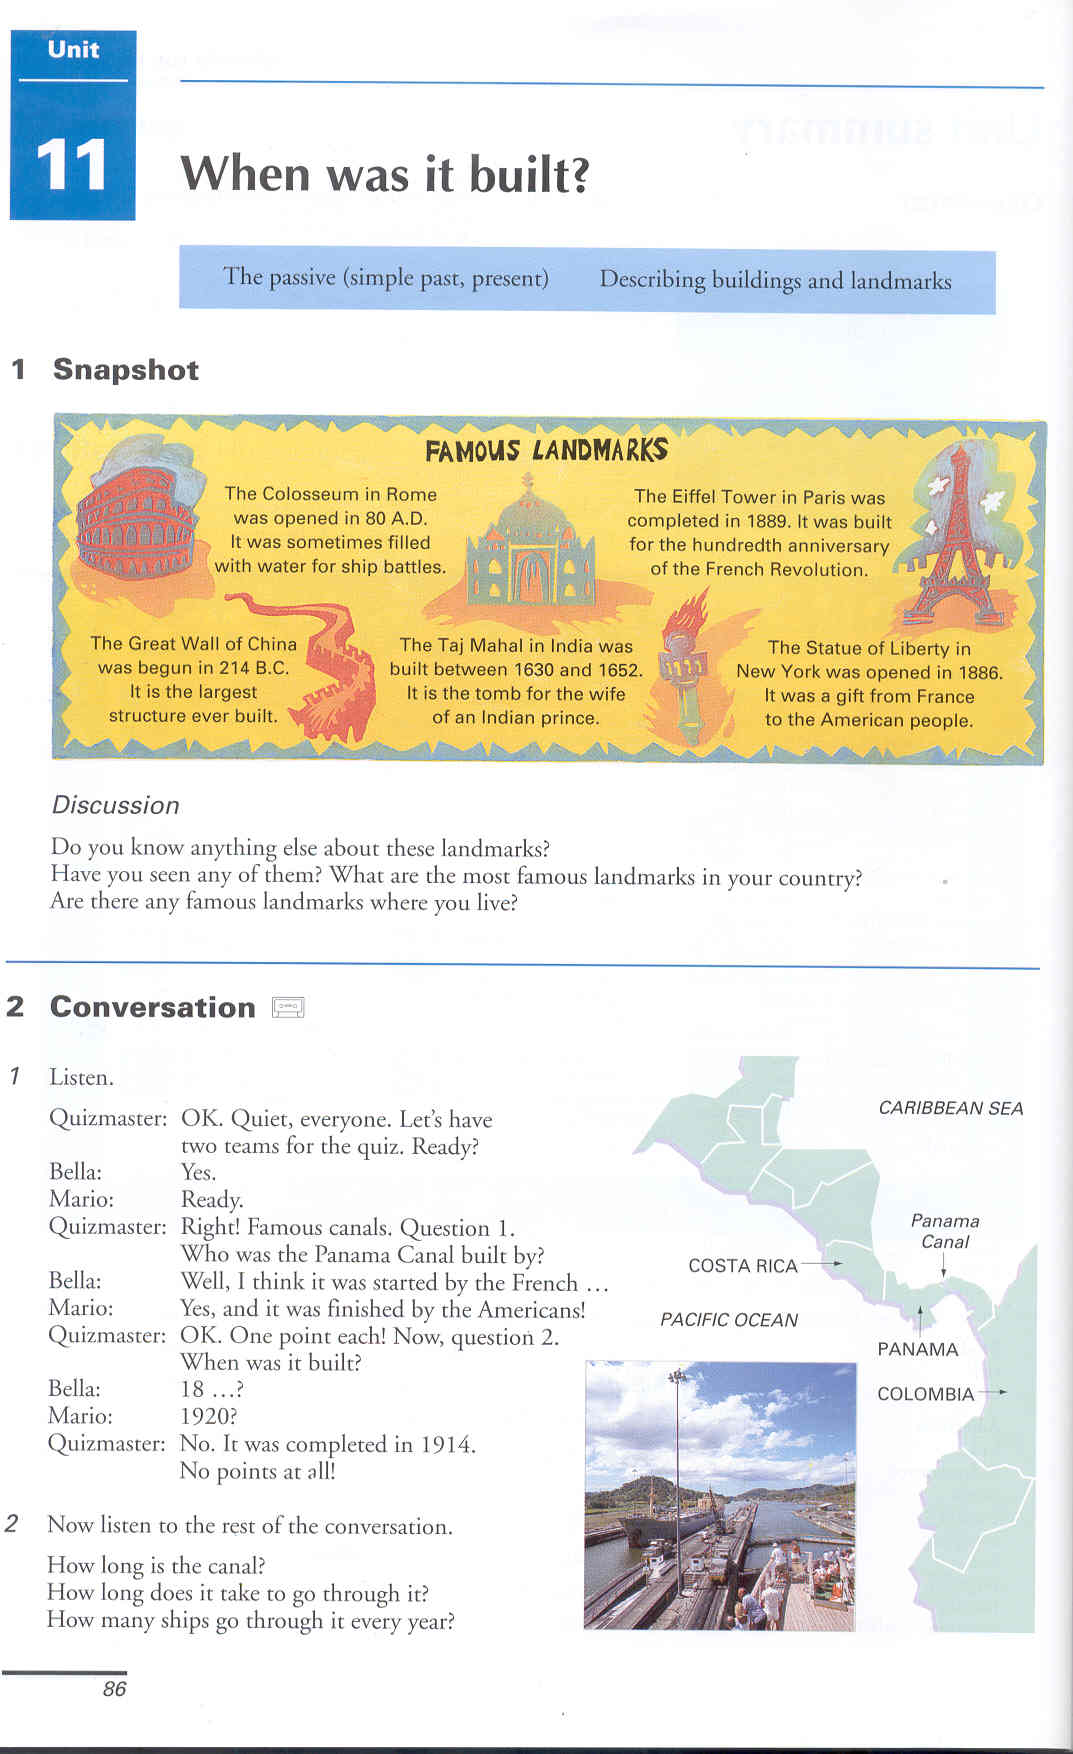 Unit
11
When was it built?
The passive (simple past, present) Describing buildings and landmarks
1 Snapshot
FAMOUS LANDMARKS
The Colosseum in Rome
was opened in 80 A.D.
It was sometimes filled
with water for ship battles.
The Eiffel Tower in Paris was
completed in 1889. It was built
for the hundredth anniversary
of the French Revolution.
The Great Wall of China
was begun in 214 B.C.
It is the largest
structure ever built.
The Taj Mahal in India was
built between 1630 and 1652.
It is the tomb for the wife
of an Indian prince.
The Statue of Liberty in
New York was opened in 1886.
It was a gift from France
to the American people.
Discussion
Do you know anything else about these landmarks?
Have you seen any of them? What are the most famous landmarks in your country?
Are there any famous landmarks where you live?
2 Conversation
1 Listen.
Quizmaster: OK. Quiet, everyone. Let's have
two teams for the quiz. Ready?
Bella: Yes.
Mario: Ready.
Quizmaster: Right! Famous canals. Question 1.
Who was the Panama Canal built by?
Bella: Well, I think it was started by the French ...
Mario: Yes, and it was finished by the Americans!
Quizmaster: OK. One point each! Now, question 2.
When was it built?
Bella: 18 ...?
Mario: 1920?
Quizmaster: No. It was completed in 1914.
No points at all!
2 Now listen to the rest of the conversation.
How long is the canal?
How long does it take to go through it?
How many ships go through it every year?
CARIBBEAN SEA
Panama
Canal
COSTA RICA
PACIFIC OCEAN
PANAMA
COLOMBIA
86